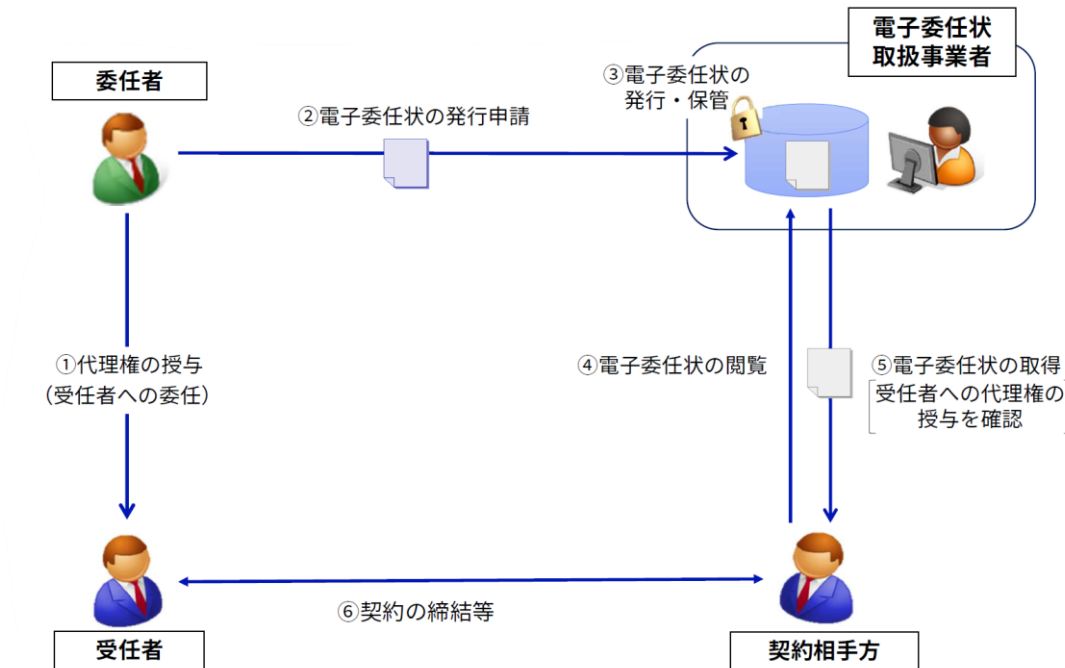 電子委任状
取扱事業者
委任者
③電子委任状の
発行・保管
②電子委任状の発行申請
①代理権の授与
（受任者への委任）
④電子委任状の閲覧
⑤電子委任状の取得
受任者への代理権の
授与を確認
⑥契約の締結等
受任者
契約相手方